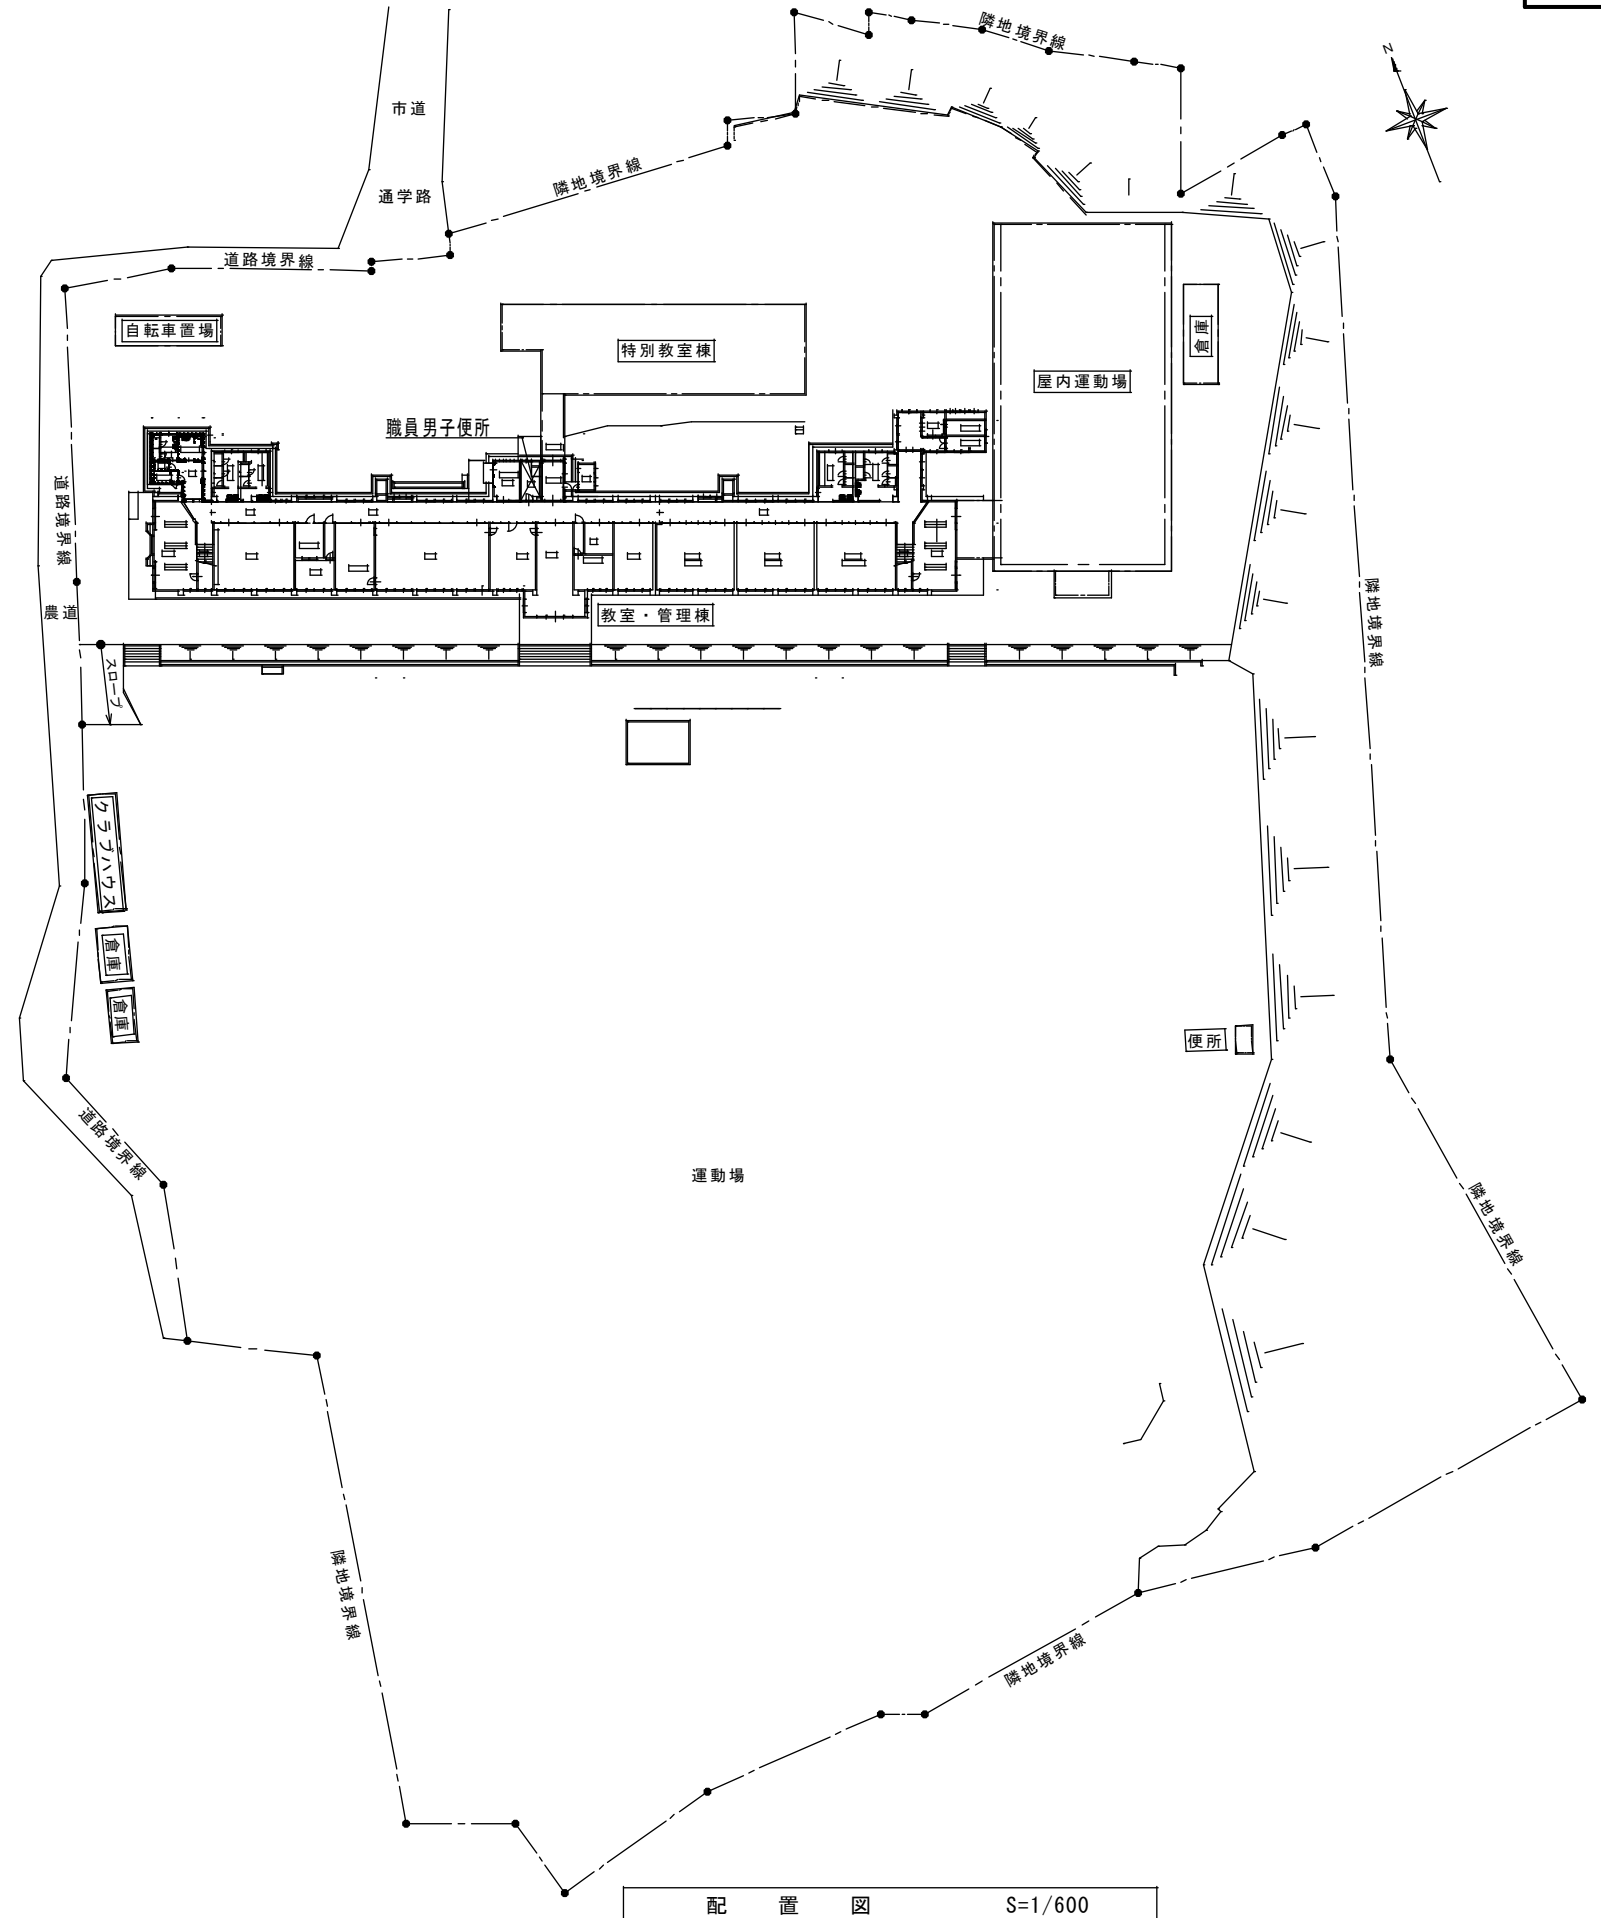 隣地境界線
N
市道
通学路
隣地境界線
道路境界線
自転車置場
特別教室棟
倉庫
屋内運動場
職員男子便所
道路境界線
農道
教室・管理棟
隣地境界線
スロープ
クラブハウス
倉庫
倉庫
便所
道路境界線
運動場
隣地境界線
隣地境界線
隣地境界線
配 置 図 S=1/600